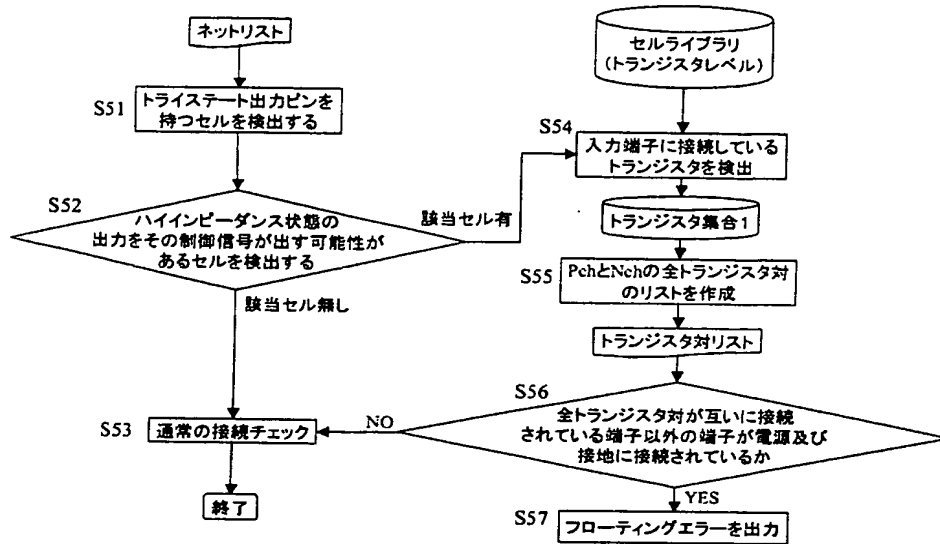 ネットリスト
S51
トライステート出力ピンを
持つセルを検出する
S52
ハイインピーダンス状態の
出力をその制御信号が出す可能性が
あるセルを検出する
該当セル有
該当セル無し
S53
通常の接続チェック
終了
セルライブラリ
(トランジスタレベル)
S54
入力端子に接続している
トランジスタを検出
トランジスタ集合1
S55
PchとNchの全トランジスタ対
のリストを作成
トランジスタ対リスト
S56
全トランジスタ対が互いに接続
されている端子以外の端子が電源及び
接地に接続されているか
NO
YES
S57
フローティングエラーを出力